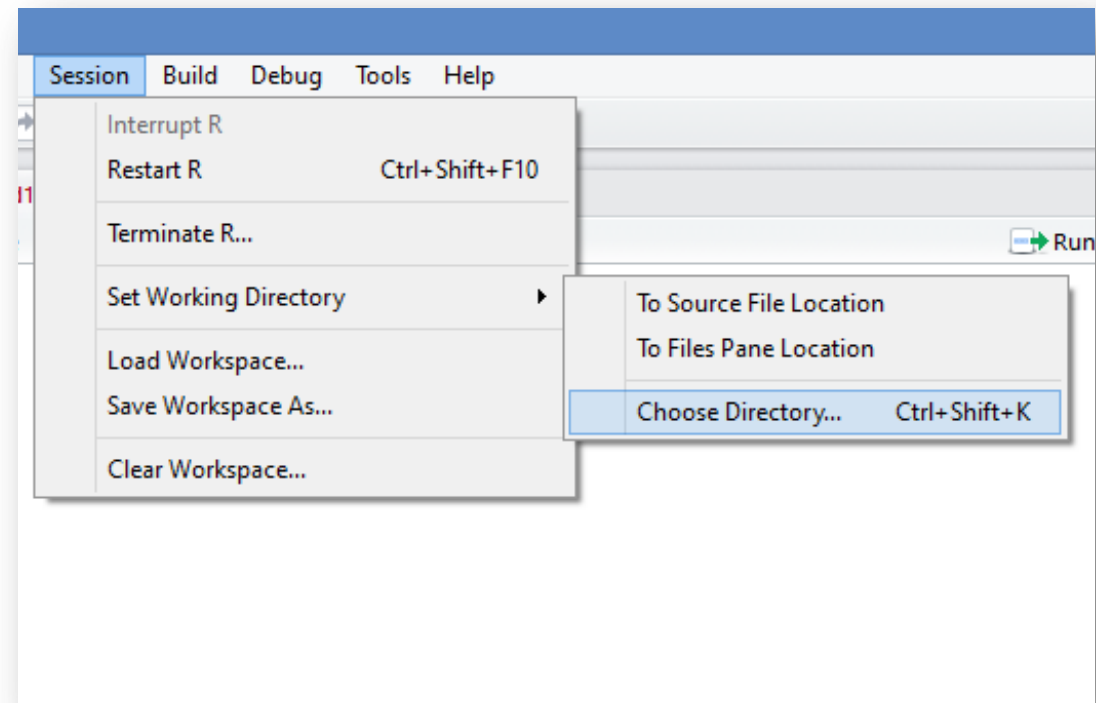 Session Build Debug Tools Help
Interrupt R
Restart R Ctrl+Shift+F10
Terminate R...
Run
Set Working Directory
To Source File Location
To Files Pane Location
Load Workspace...
Save Workspace As...
Choose Directory... Ctrl+Shift+K
Clear Workspace...